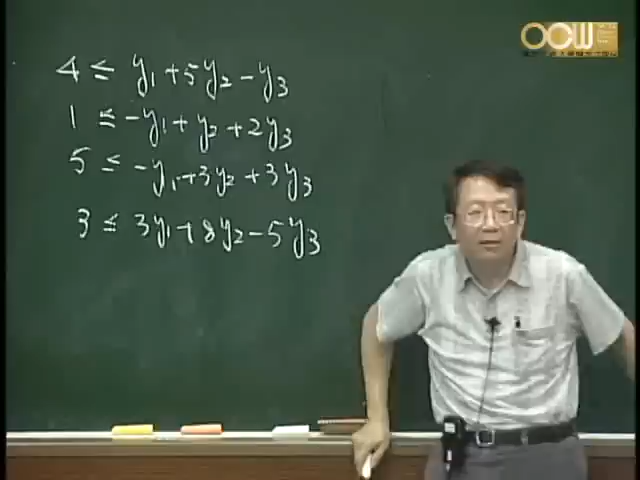 4 ≤ y₁ + 5y₂ − y₃
1 ≤ −y₁ + y₂ + 2y₃
5 ≤ −y₁ + 3y₂ + 3y₃
3 ≤ 3y₁ + 8y₂ − 5y₃
OCW